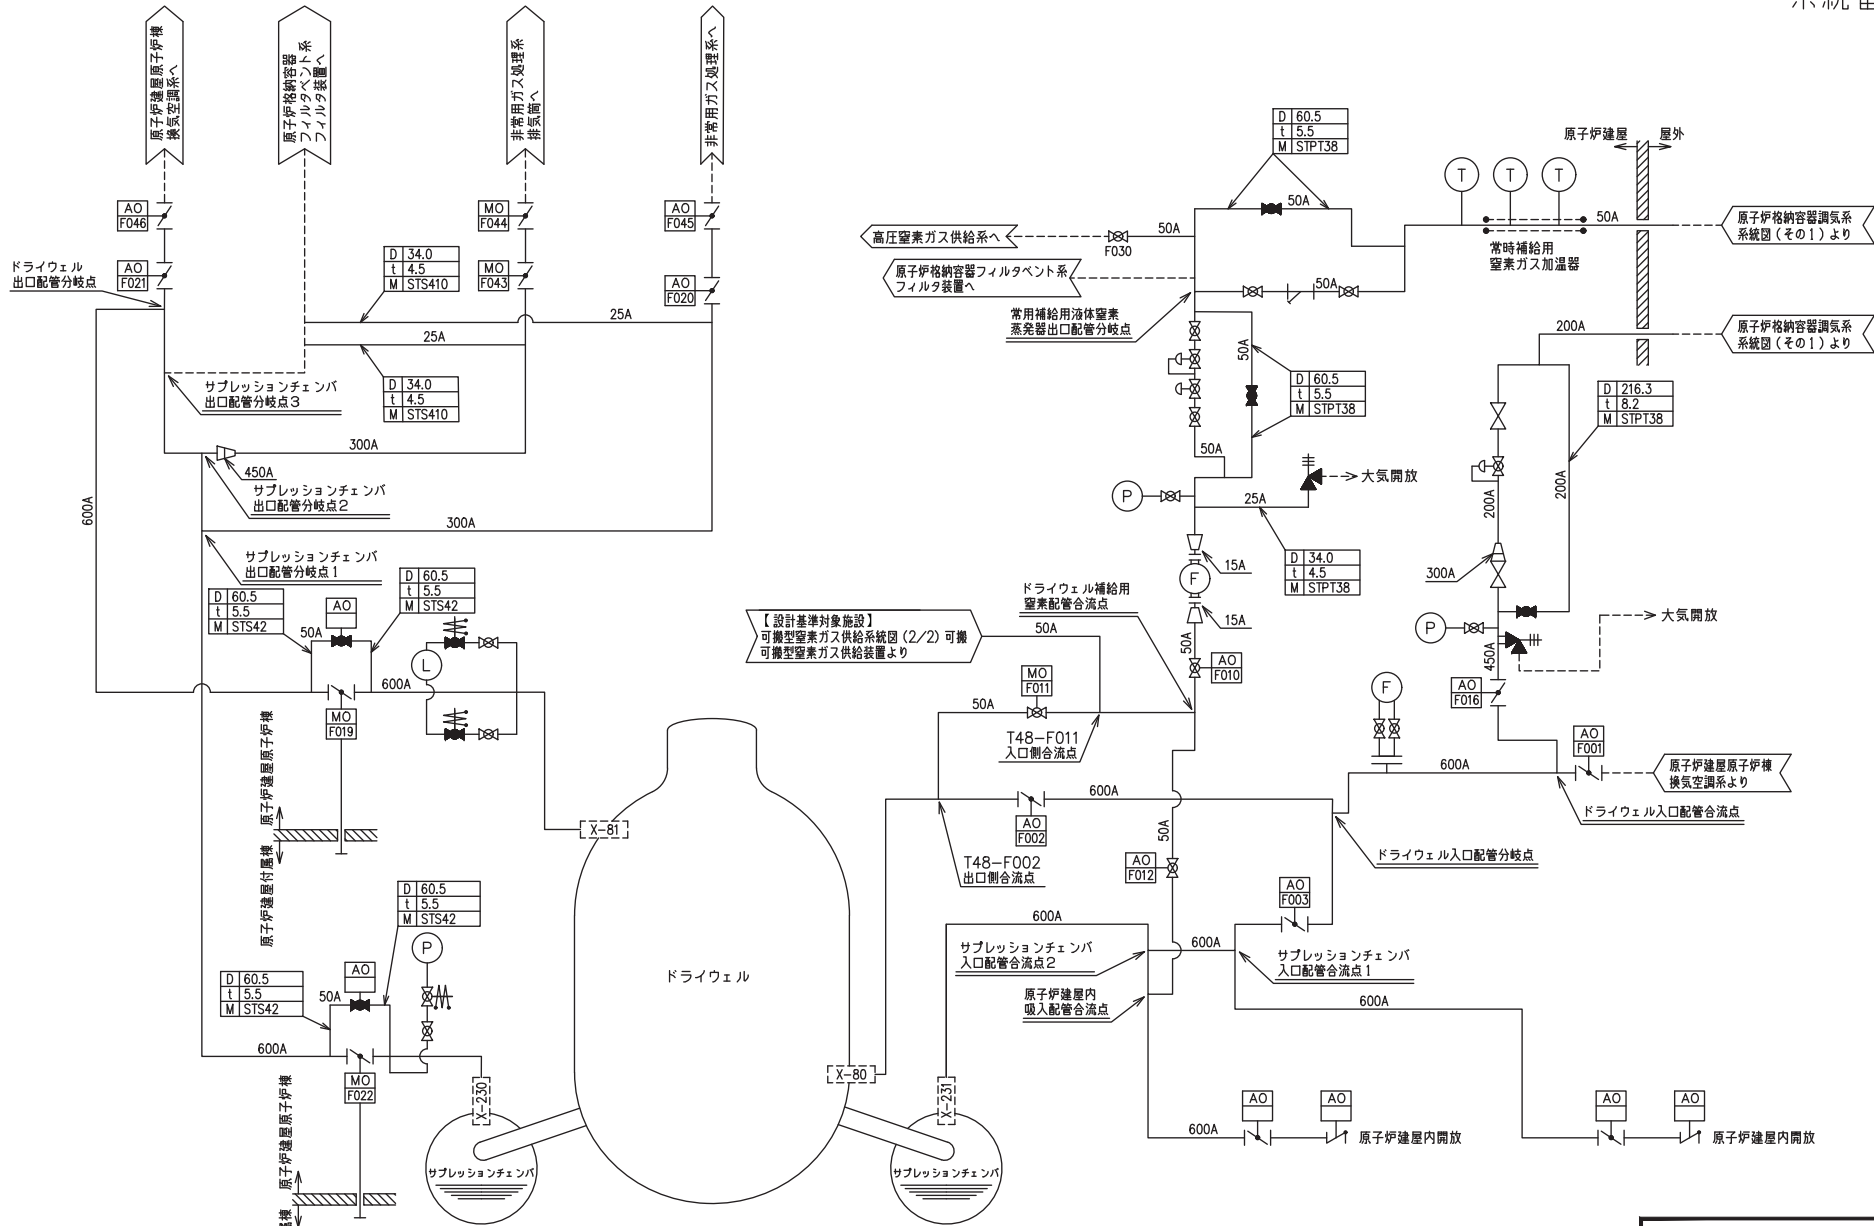 原子炉建屋原子炉棟
換気空調系へ
原子炉格納容器
フィルタベント系
フィルタ装置へ
非常用ガス処理系
排気筒へ
非常用ガス処理系へ
AO
F046
MO
F044
AO
F045
ドライウェル
出口配管分岐点
AO
F021
MO
F043
AO
F020
D 34.0
t 4.5
M STS410
25A
25A
D 34.0
t 4.5
M STS410
サプレッションチェンバ
出口配管分岐点3
300A
450A
サプレッションチェンバ
出口配管分岐点2
600A
300A
サプレッションチェンバ
出口配管分岐点1
D 60.5
t 5.5
M STS42
D 60.5
t 5.5
M STS42
AO
50A
L
600A
MO
F019
原子炉建屋原子炉棟
原子炉建屋付属棟
X-81
D 60.5
t 5.5
M STS42
P
D 60.5
t 5.5
M STS42
AO
50A
600A
MO
F022
原子炉建屋原子炉棟
X-230
サプレッションチェンバ
ドライウェル
X-80
X-231
サプレッションチェンバ
D 60.5
t 5.5
M STPT38
50A
高圧窒素ガス供給系へ
50A
F030
原子炉格納容器フィルタベント系
フィルタ装置へ
50A
常用補給用液体窒素
蒸発器出口配管分岐点
T
T
T
原子炉建屋
屋外
50A
常時補給用
窒素ガス加温器
原子炉格納容器調気系
系統図(その1)より
200A
原子炉格納容器調気系
系統図(その1)より
50A
D 60.5
t 5.5
M STPT38
50A
P
25A
大気開放
D 34.0
t 4.5
M STPT38
15A
F
15A
D 216.3
t 8.2
M STPT38
200A
200A
300A
P
大気開放
450A
AO
F016
ドライウェル補給用
窒素配管合流点
【設計基準対象施設】
可搬型窒素ガス供給系統図(2/2)可搬
可搬型窒素ガス供給装置より
50A
50A
AO
F010
MO
F011
50A
T48-F011
入口側合流点
F
AO
F001
600A
原子炉建屋原子炉棟
換気空調系より
ドライウェル入口配管合流点
600A
AO
F002
T48-F002
出口側合流点
50A
AO
F012
ドライウェル入口配管分岐点
AO
F003
600A
600A
サプレッションチェンバ
入口配管合流点2
サプレッションチェンバ
入口配管合流点1
原子炉建屋内
吸入配管合流点
600A
600A
AO
AO
原子炉建屋内開放
AO
AO
原子炉建屋内開放